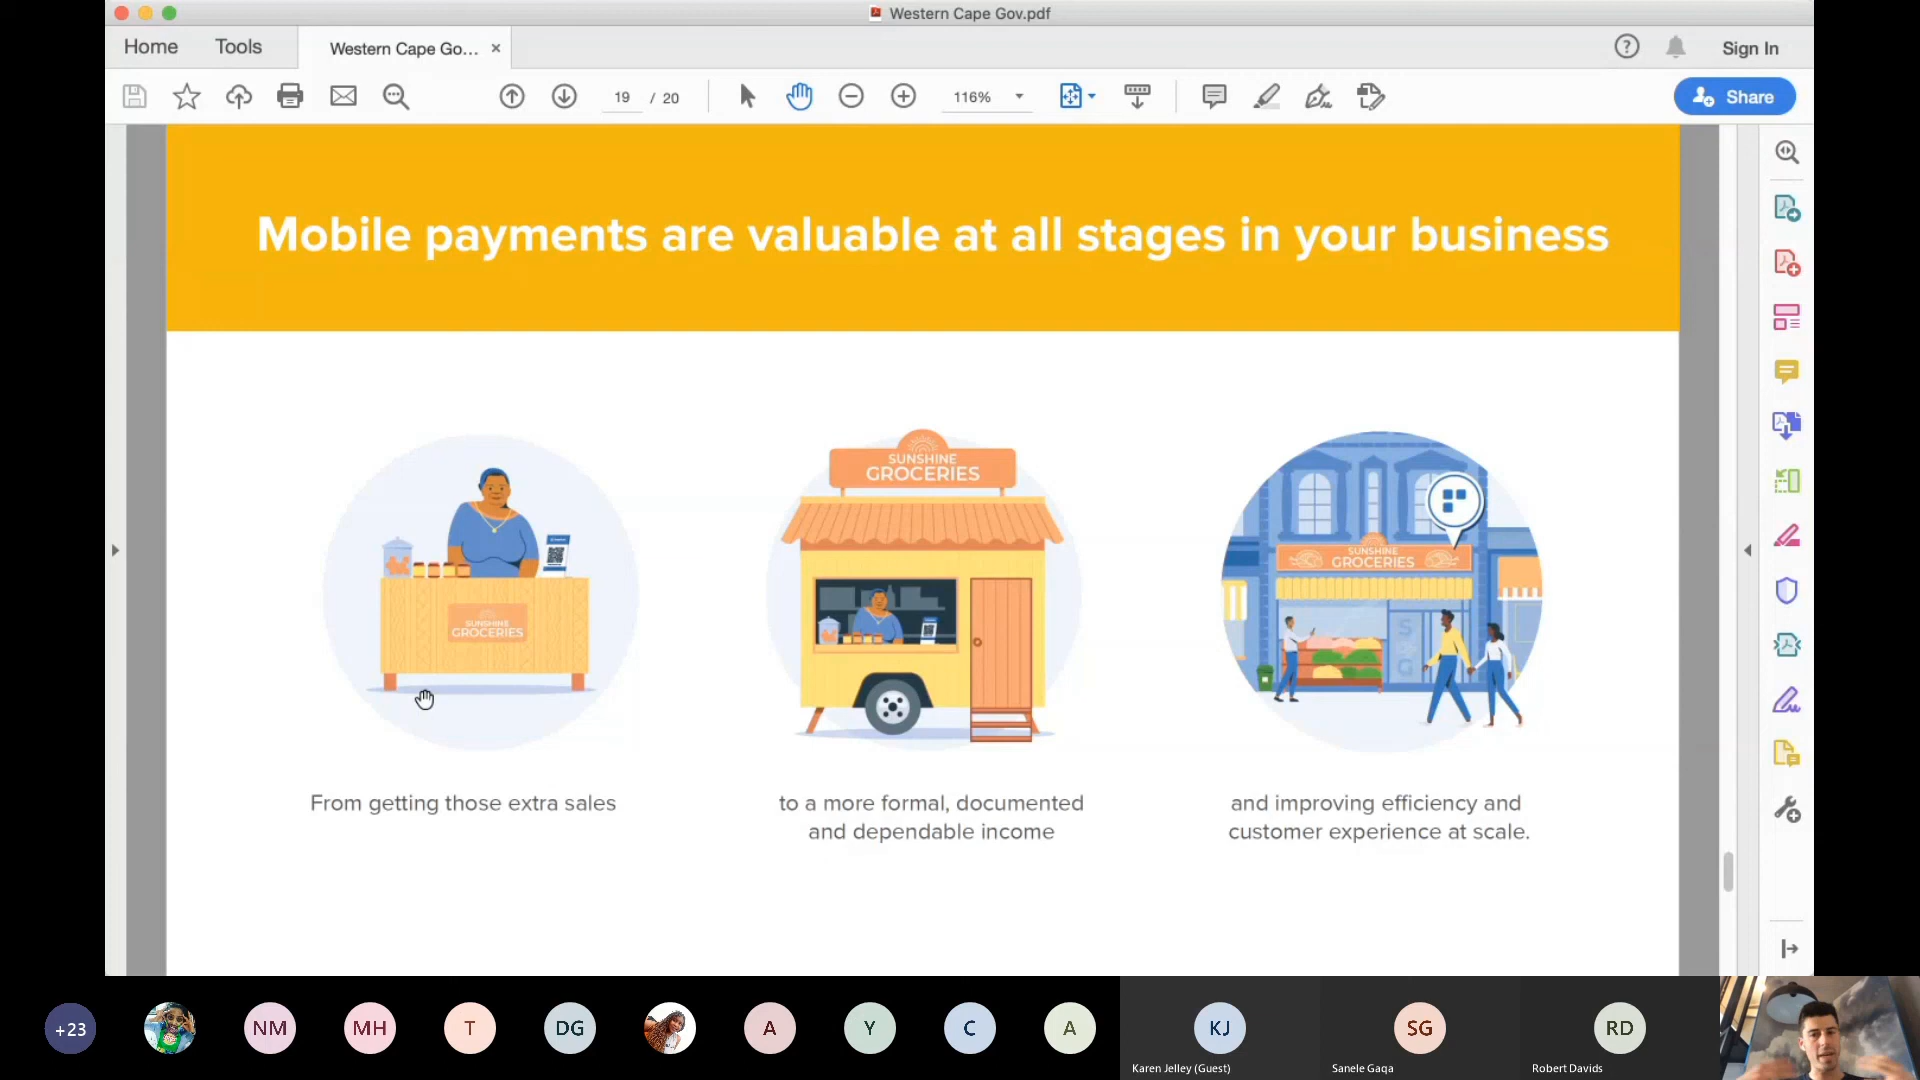 Western Cape Gov.pdf
Home
Tools
Western Cape Go... ×
Sign In
19 / 20
116%
Share
Mobile payments are valuable at all stages in your business
SUNSHINE
GROCERIES
SUNSHINE
GROCERIES
SUNSHINE
GROCERIES
From getting those extra sales
to a more formal, documented
and dependable income
and improving efficiency and
customer experience at scale.
+23
NM
MH
T
DG
A
Y
C
A
KJ
Karen Jelley (Guest)
SG
Sanele Gaqa
RD
Robert Davids